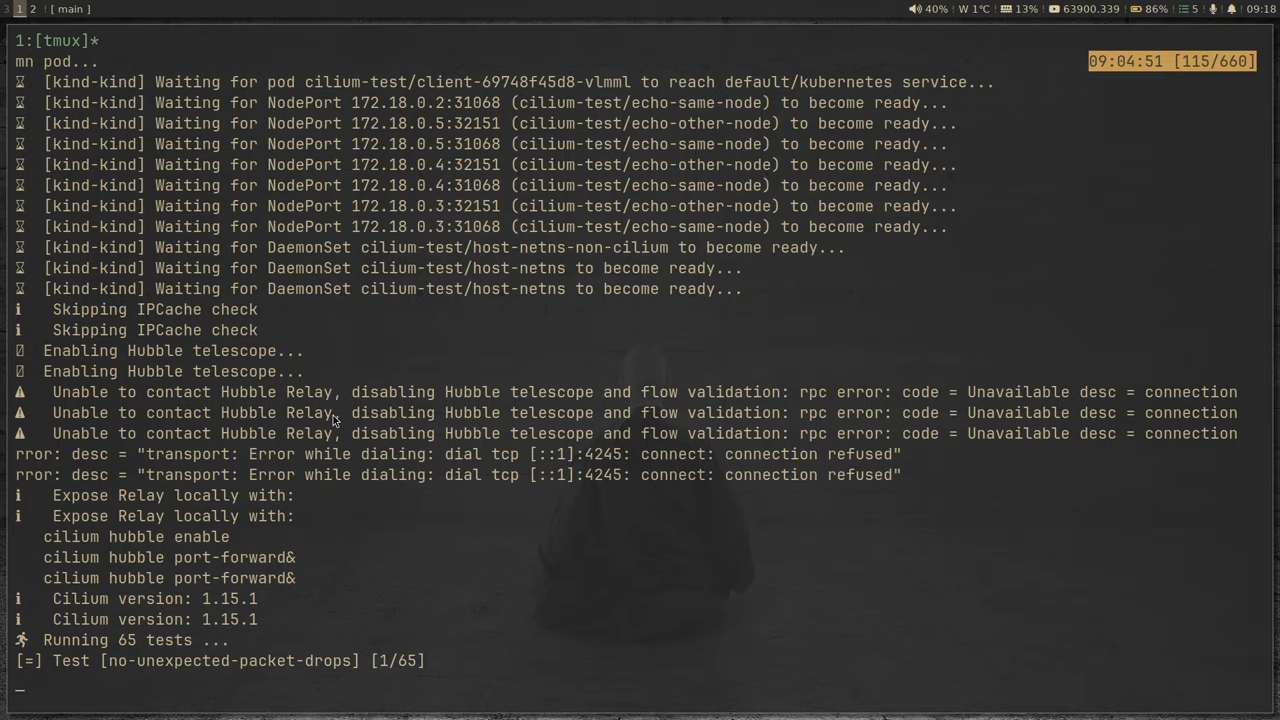 3 1 2 ¦ [ main ] 40% ¦ W 1°C ¦ 13% ¦ 63900.339 ¦ 86% ¦ 5 ¦ ¦ ¦ 09:18
1:[tmux]*
mn pod... 09:04:51 [115/660]
⌛ [kind-kind] Waiting for pod cilium-test/client-69748f45d8-vlmml to reach default/kubernetes service...
⌛ [kind-kind] Waiting for NodePort 172.18.0.2:31068 (cilium-test/echo-same-node) to become ready...
⌛ [kind-kind] Waiting for NodePort 172.18.0.5:32151 (cilium-test/echo-other-node) to become ready...
⌛ [kind-kind] Waiting for NodePort 172.18.0.5:31068 (cilium-test/echo-same-node) to become ready...
⌛ [kind-kind] Waiting for NodePort 172.18.0.4:32151 (cilium-test/echo-other-node) to become ready...
⌛ [kind-kind] Waiting for NodePort 172.18.0.4:31068 (cilium-test/echo-same-node) to become ready...
⌛ [kind-kind] Waiting for NodePort 172.18.0.3:32151 (cilium-test/echo-other-node) to become ready...
⌛ [kind-kind] Waiting for NodePort 172.18.0.3:31068 (cilium-test/echo-same-node) to become ready...
⌛ [kind-kind] Waiting for DaemonSet cilium-test/host-netns-non-cilium to become ready...
⌛ [kind-kind] Waiting for DaemonSet cilium-test/host-netns to become ready...
⌛ [kind-kind] Waiting for DaemonSet cilium-test/host-netns to become ready...
ℹ Skipping IPCache check
ℹ Skipping IPCache check
Enabling Hubble telescope...
Enabling Hubble telescope...
⚠ Unable to contact Hubble Relay, disabling Hubble telescope and flow validation: rpc error: code = Unavailable desc = connection
⚠ Unable to contact Hubble Relay, disabling Hubble telescope and flow validation: rpc error: code = Unavailable desc = connection
⚠ Unable to contact Hubble Relay, disabling Hubble telescope and flow validation: rpc error: code = Unavailable desc = connection
rror: desc = "transport: Error while dialing: dial tcp [::1]:4245: connect: connection refused"
rror: desc = "transport: Error while dialing: dial tcp [::1]:4245: connect: connection refused"
ℹ Expose Relay locally with:
ℹ Expose Relay locally with:
cilium hubble enable
cilium hubble port-forward&
cilium hubble port-forward&
ℹ Cilium version: 1.15.1
ℹ Cilium version: 1.15.1
🏃 Running 65 tests ...
[=] Test [no-unexpected-packet-drops] [1/65]